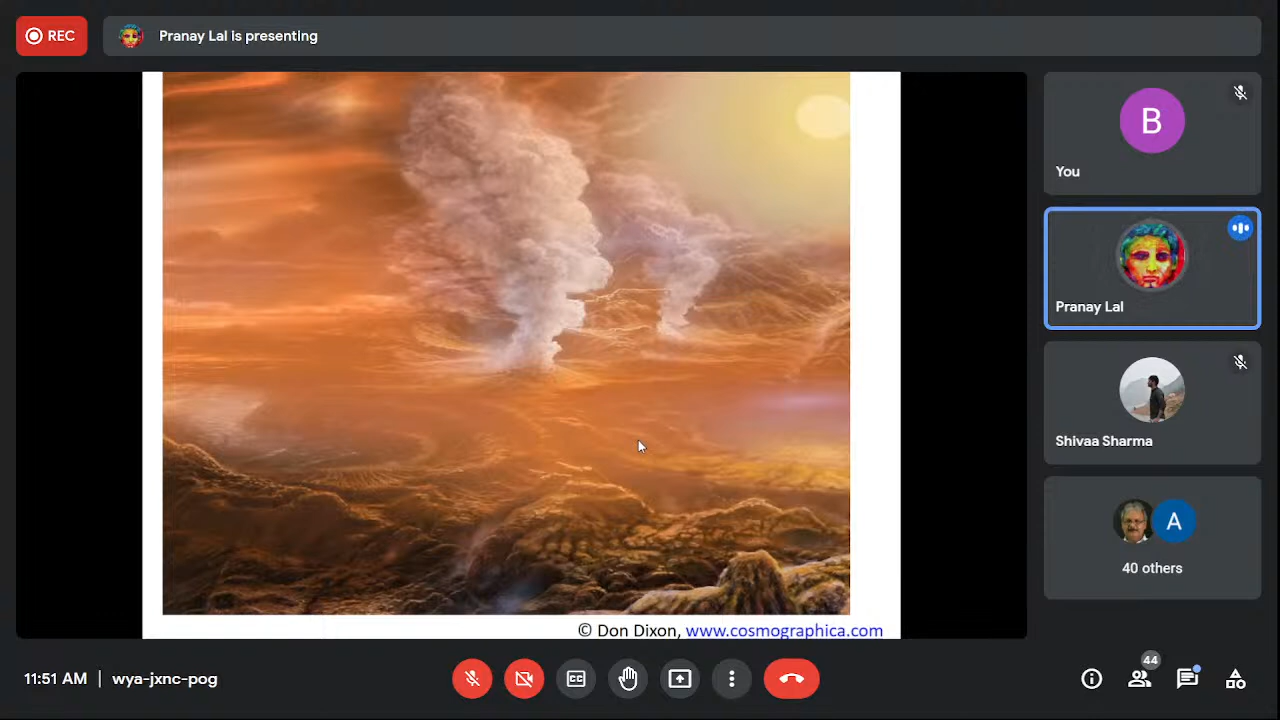 REC
Pranay Lal is presenting
B
You
Pranay Lal
Shivaa Sharma
A
40 others
© Don Dixon, www.cosmographica.com
11:51 AM | wya-jxnc-pog
CC
44